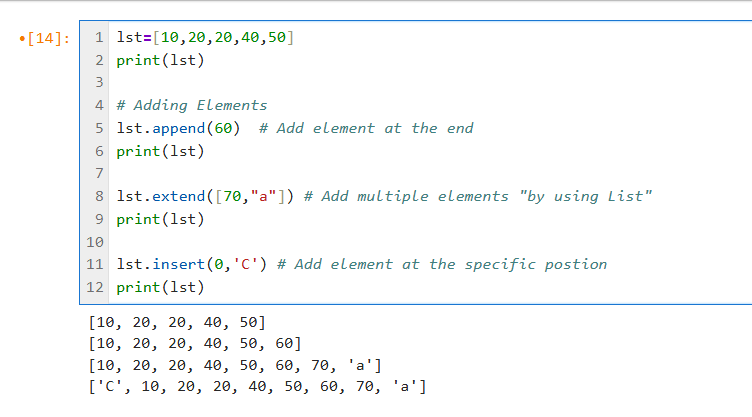 •[14]:
1 lst=[10,20,20,40,50]
2 print(lst)
3
4 # Adding Elements
5 lst.append(60)  # Add element at the end
6 print(lst)
7
8 lst.extend([70,"a"]) # Add multiple elements "by using List"
9 print(lst)
10
11 lst.insert(0,'C') # Add element at the specific postion
12 print(lst)
[10, 20, 20, 40, 50]
[10, 20, 20, 40, 50, 60]
[10, 20, 20, 40, 50, 60, 70, 'a']
['C', 10, 20, 20, 40, 50, 60, 70, 'a']